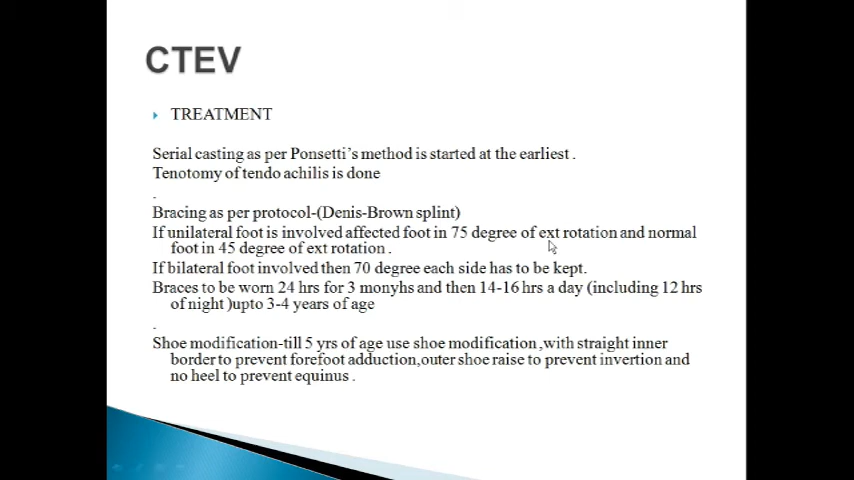 CTEV
TREATMENT
Serial casting as per Ponsetti's method is started at the earliest .
Tenotomy of tendo achilis is done
.
Bracing as per protocol-(Denis-Brown splint)
If unilateral foot is involved affected foot in 75 degree of ext rotation and normal
foot in 45 degree of ext rotation .
If bilateral foot involved then 70 degree each side has to be kept.
Braces to be worn 24 hrs for 3 monyhs and then 14-16 hrs a day (including 12 hrs
of night )upto 3-4 years of age
.
Shoe modification-till 5 yrs of age use shoe modification ,with straight inner
border to prevent forefoot adduction,outer shoe raise to prevent invertion and
no heel to prevent equinus .